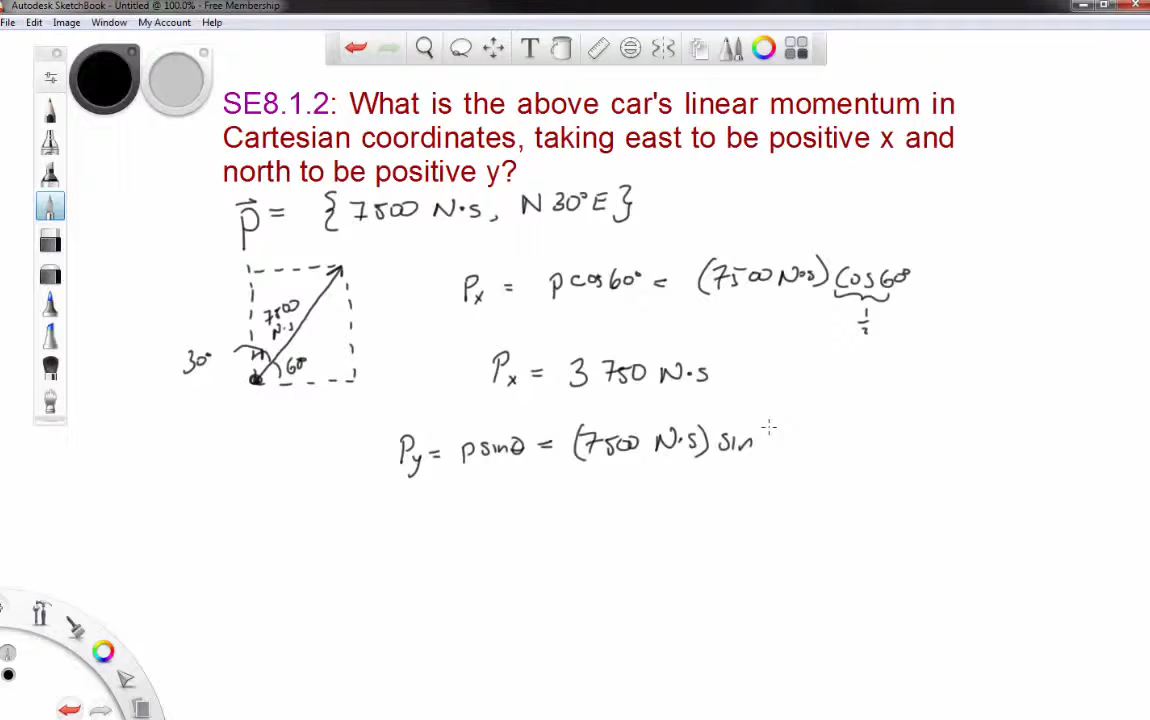 Autodesk SketchBook - Untitled @ 100.0% - Free Membership
File Edit Image Window My Account Help
SE8.1.2: What is the above car's linear momentum in
Cartesian coordinates, taking east to be positive x and
north to be positive y?
p⃗ = {7500 N·s, N 30° E}
Px = p cos 60° = (7500 N·s) cos 60°
1/2
7500
N·s
30°
60°
Px = 3 750 N·s
Py = p sin θ = (7500 N·s) sin